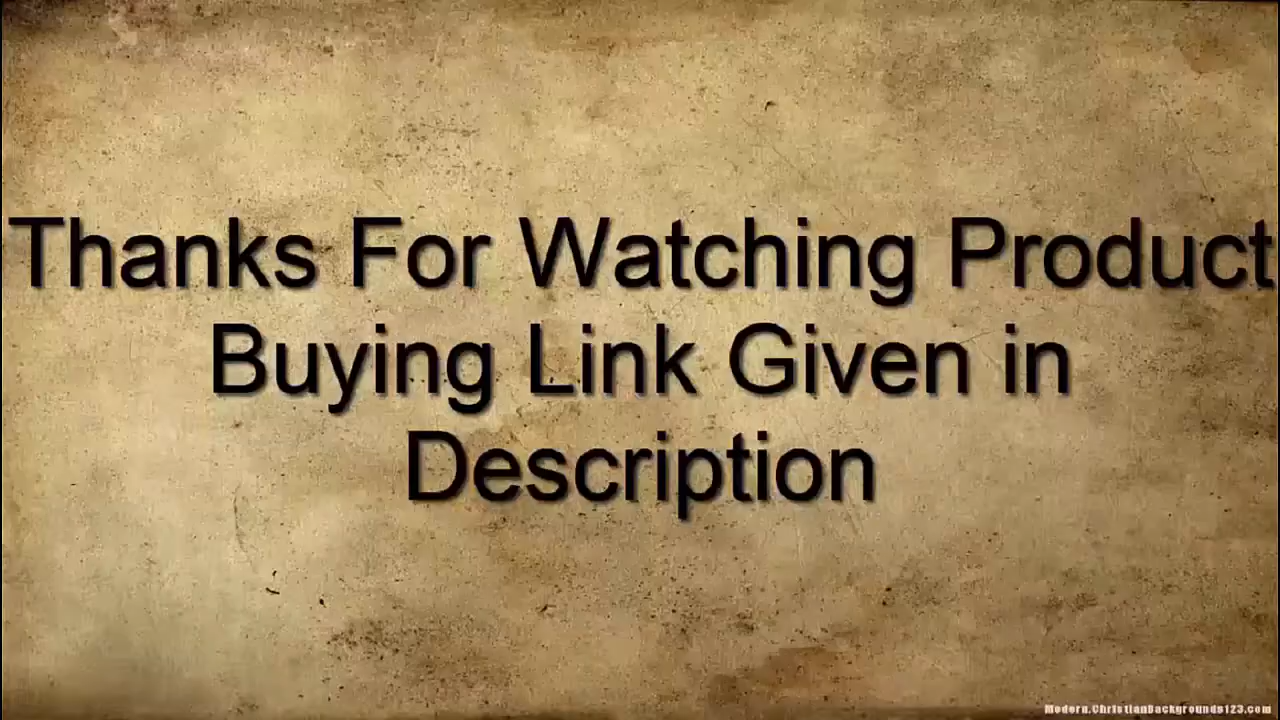 Thanks For Watching Product
Buying Link Given in
Description
Modern.ChristianBackgrounds123.com